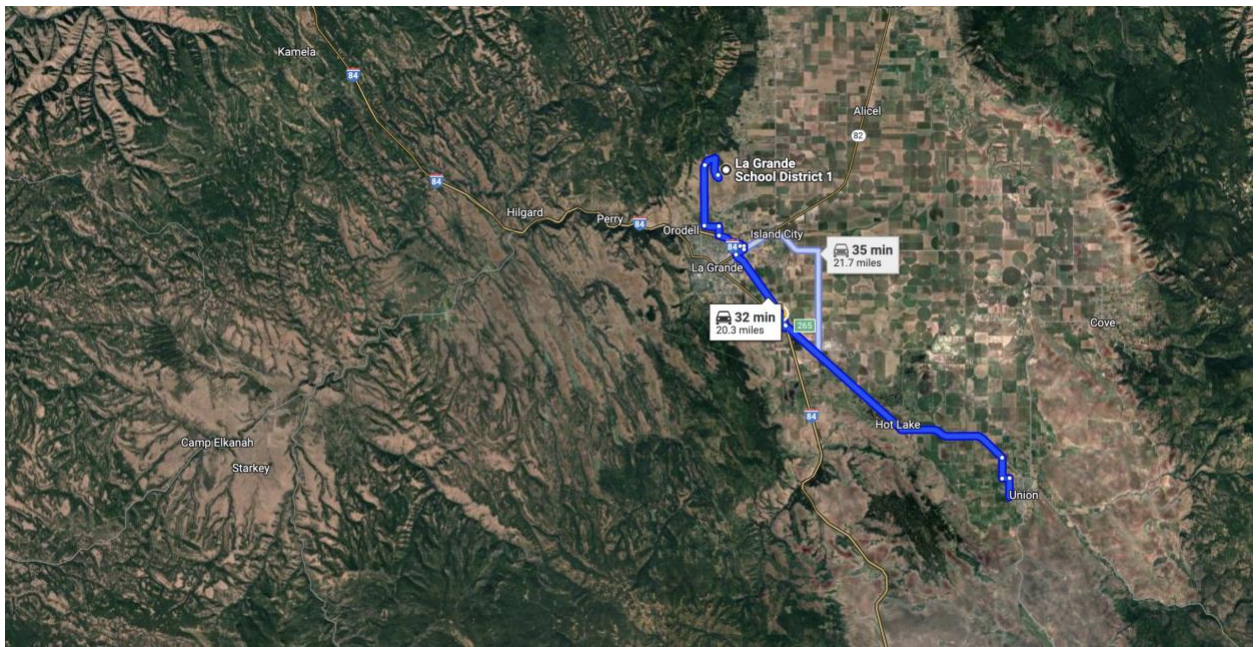 Kamela
84
Alicel
82
La Grande
School District 1
84
Hilgard
Perry
84
Orodell
Island City
84
35 min
21.7 miles
La Grande
32 min
20.3 miles
265
Cove
84
Hot Lake
Camp Elkanah
Starkey
Union